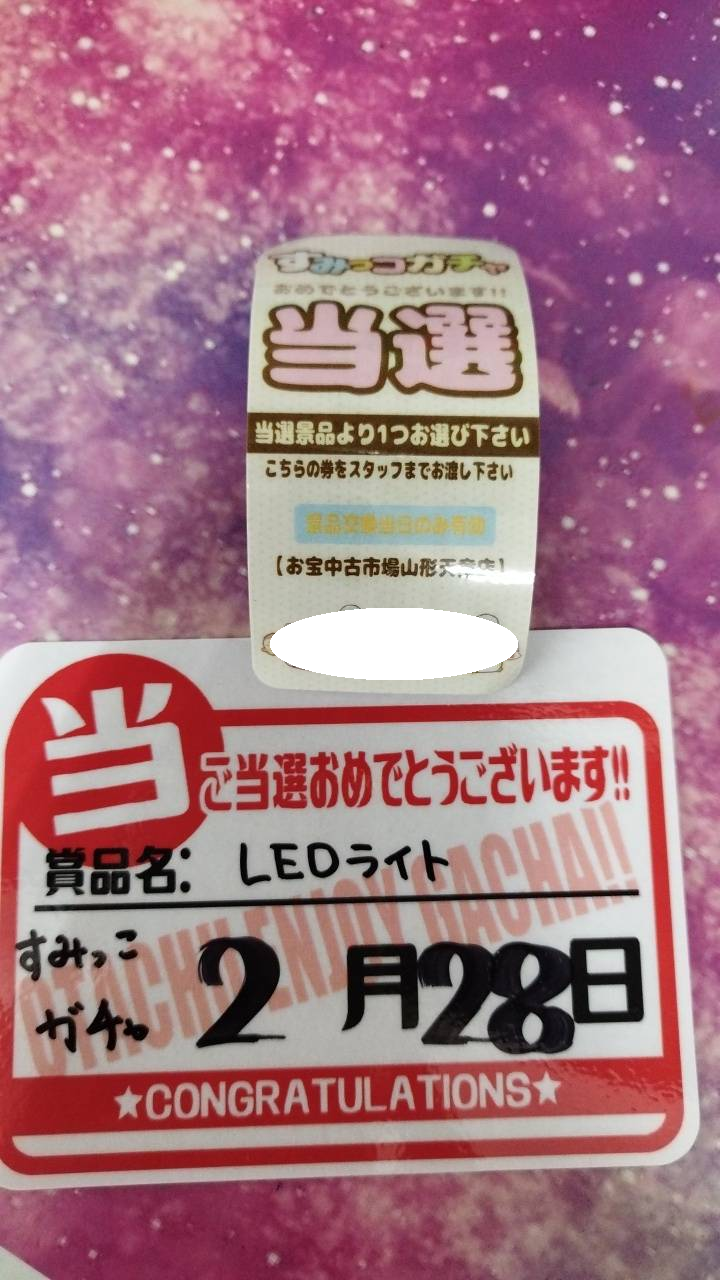 すみっコガチャ
おめでとうございます!!
当選
当選景品より1つお選び下さい
こちらの券をスタッフまでお渡し下さい
景品交換当日のみ有効
【お宝中古市場山形天童店】
当
ご当選おめでとうございます!!
賞品名: LEDライト
OTACHU ENJOY GACHA!!
すみっこ
ガチャ
2月28日
★CONGRATULATIONS★